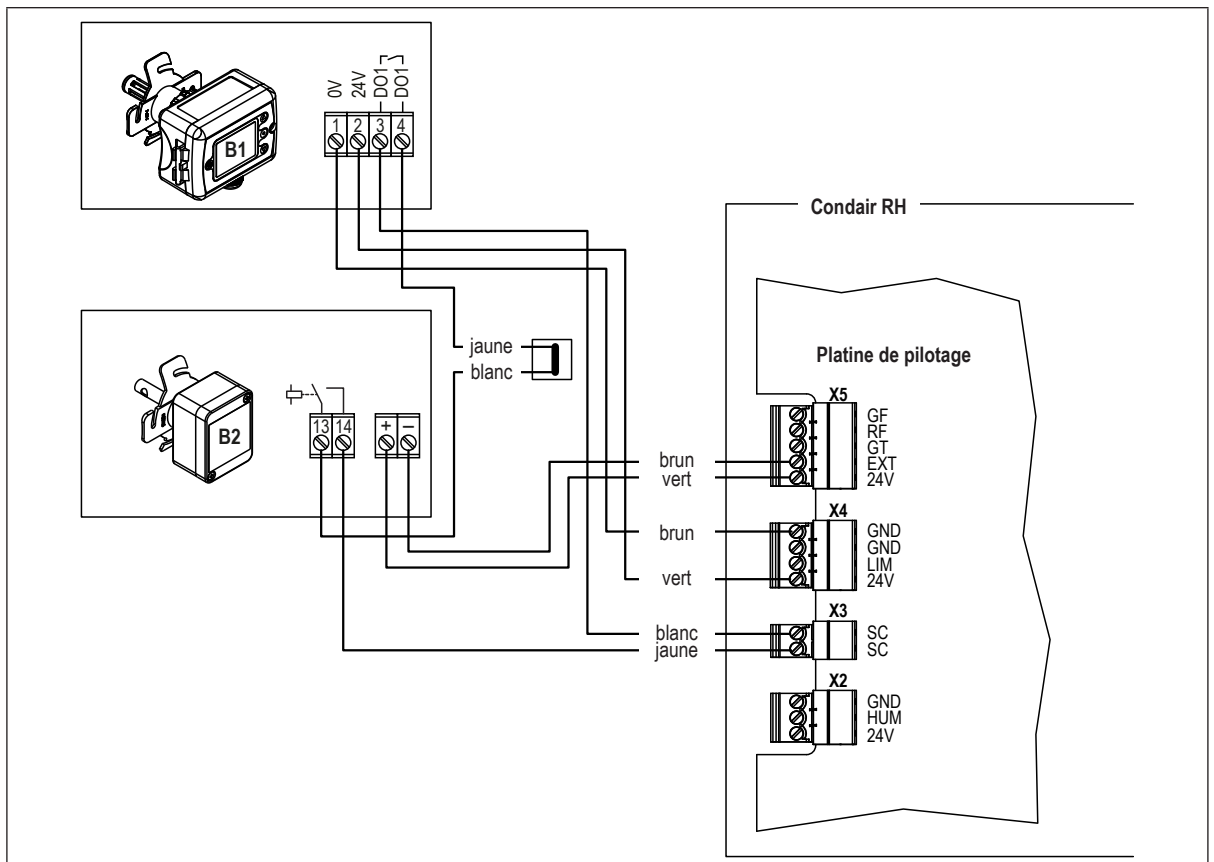 0V
24V
DO1
DO1
1 2 3 4
B1
Condair RH
Platine de pilotage
jaune
blanc
B2
13 14
+ –
X5
GF
RF
GT
brun EXT
vert 24V
X4
brun GND
GND
LIM
vert 24V
X3
blanc SC
jaune SC
X2
GND
HUM
24V